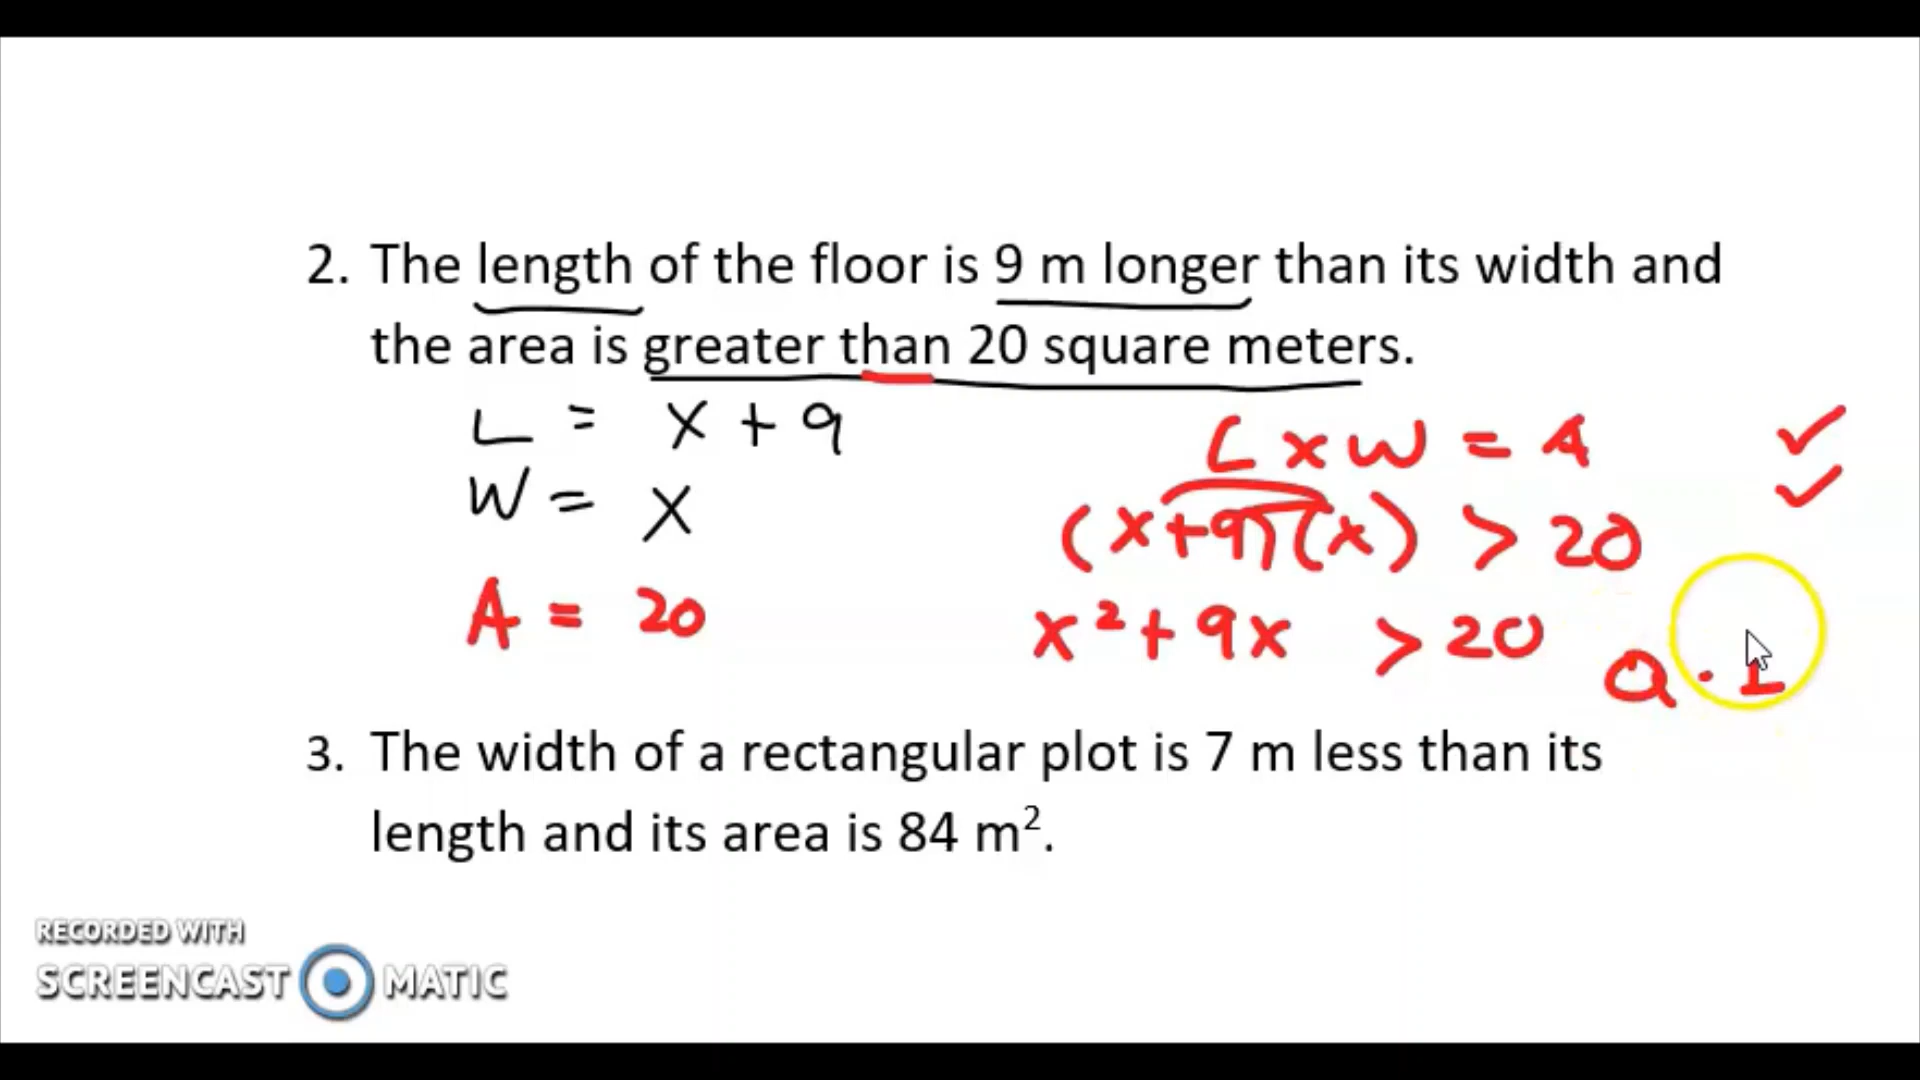 2. The length of the floor is 9 m longer than its width and
the area is greater than 20 square meters.
L = x + 9
W = x
A = 20
L x W = A
(x+9)(x) > 20
x² + 9x > 20
Q . I
3. The width of a rectangular plot is 7 m less than its
length and its area is 84 m².
RECORDED WITH
SCREENCAST MATIC